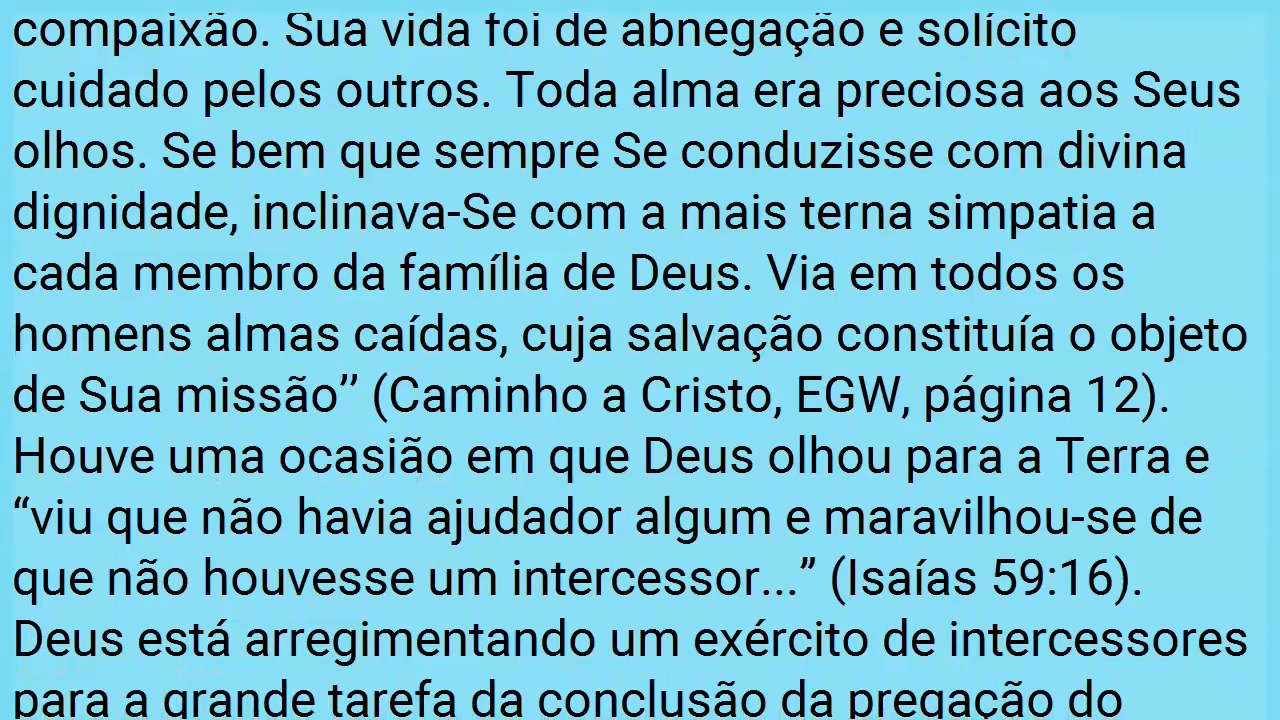 compaixão. Sua vida foi de abnegação e solícito
cuidado pelos outros. Toda alma era preciosa aos Seus
olhos. Se bem que sempre Se conduzisse com divina
dignidade, inclinava-Se com a mais terna simpatia a
cada membro da família de Deus. Via em todos os
homens almas caídas, cuja salvação constituía o objeto
de Sua missão’’ (Caminho a Cristo, EGW, página 12).
Houve uma ocasião em que Deus olhou para a Terra e
“viu que não havia ajudador algum e maravilhou-se de
que não houvesse um intercessor...” (Isaías 59:16).
Deus está arregimentando um exército de intercessores
para a grande tarefa da conclusão da pregação do